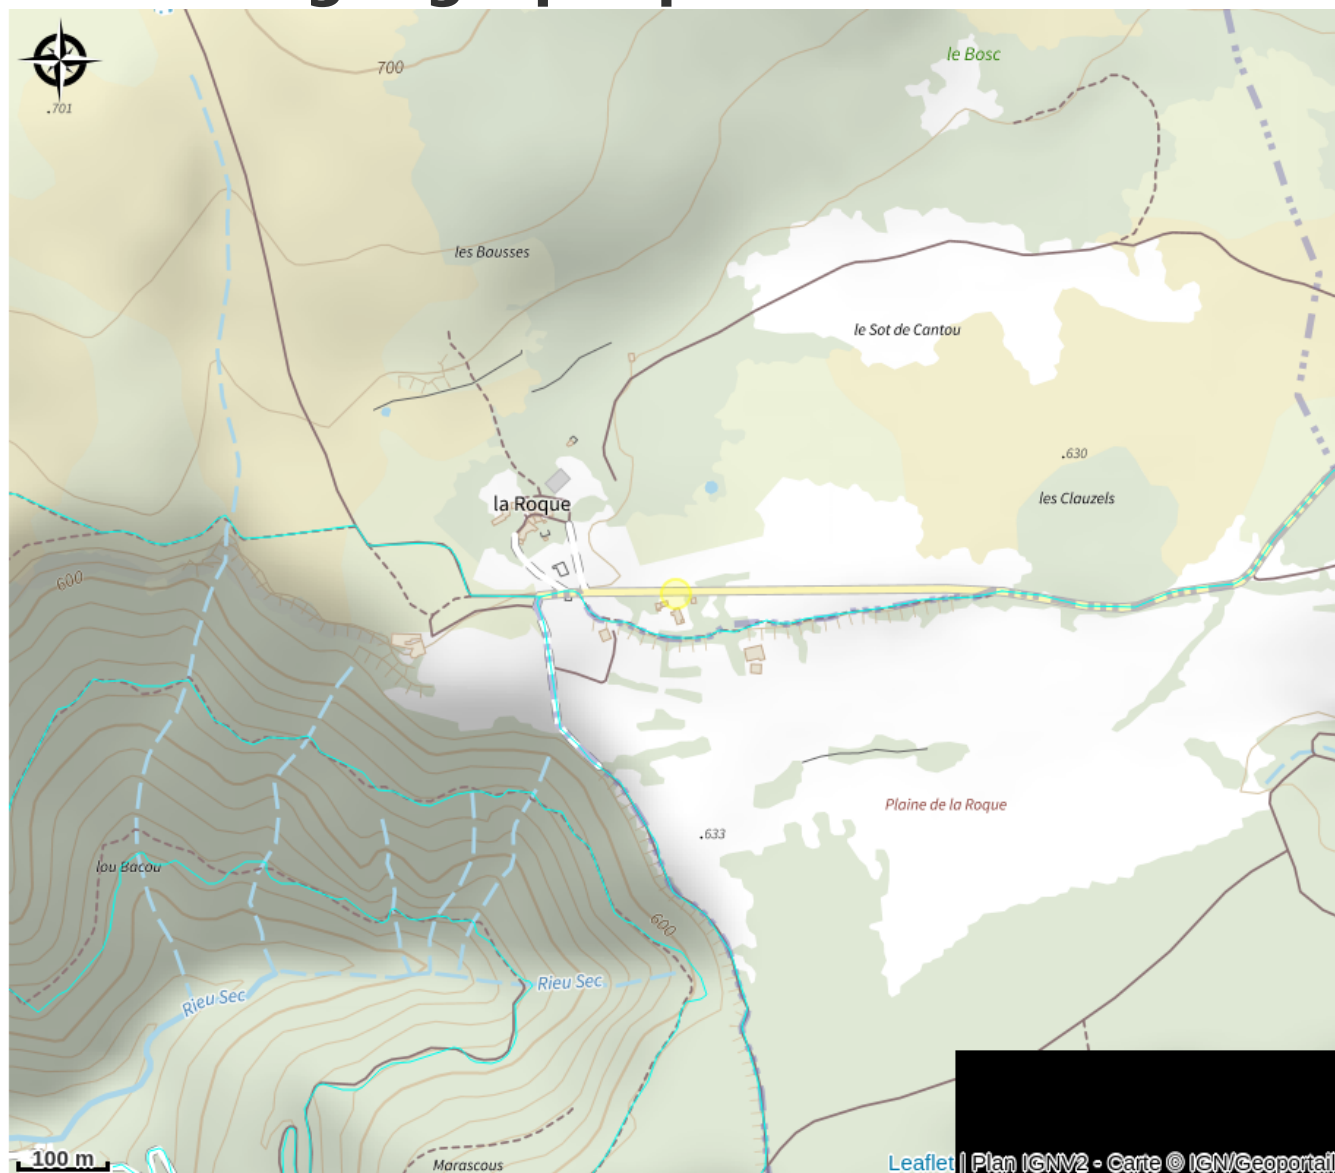 700
le Bosc
.701
les Bausses
le Sot de Cantou
.630
les Clauzels
la Roque
600
Plaine de la Roque
.633
lou Bacou
600
Rieu Sec
Rieu Sec
Marascous
100 m
Leaflet | Plan IGNV2 - Carte © IGN/Geoportail